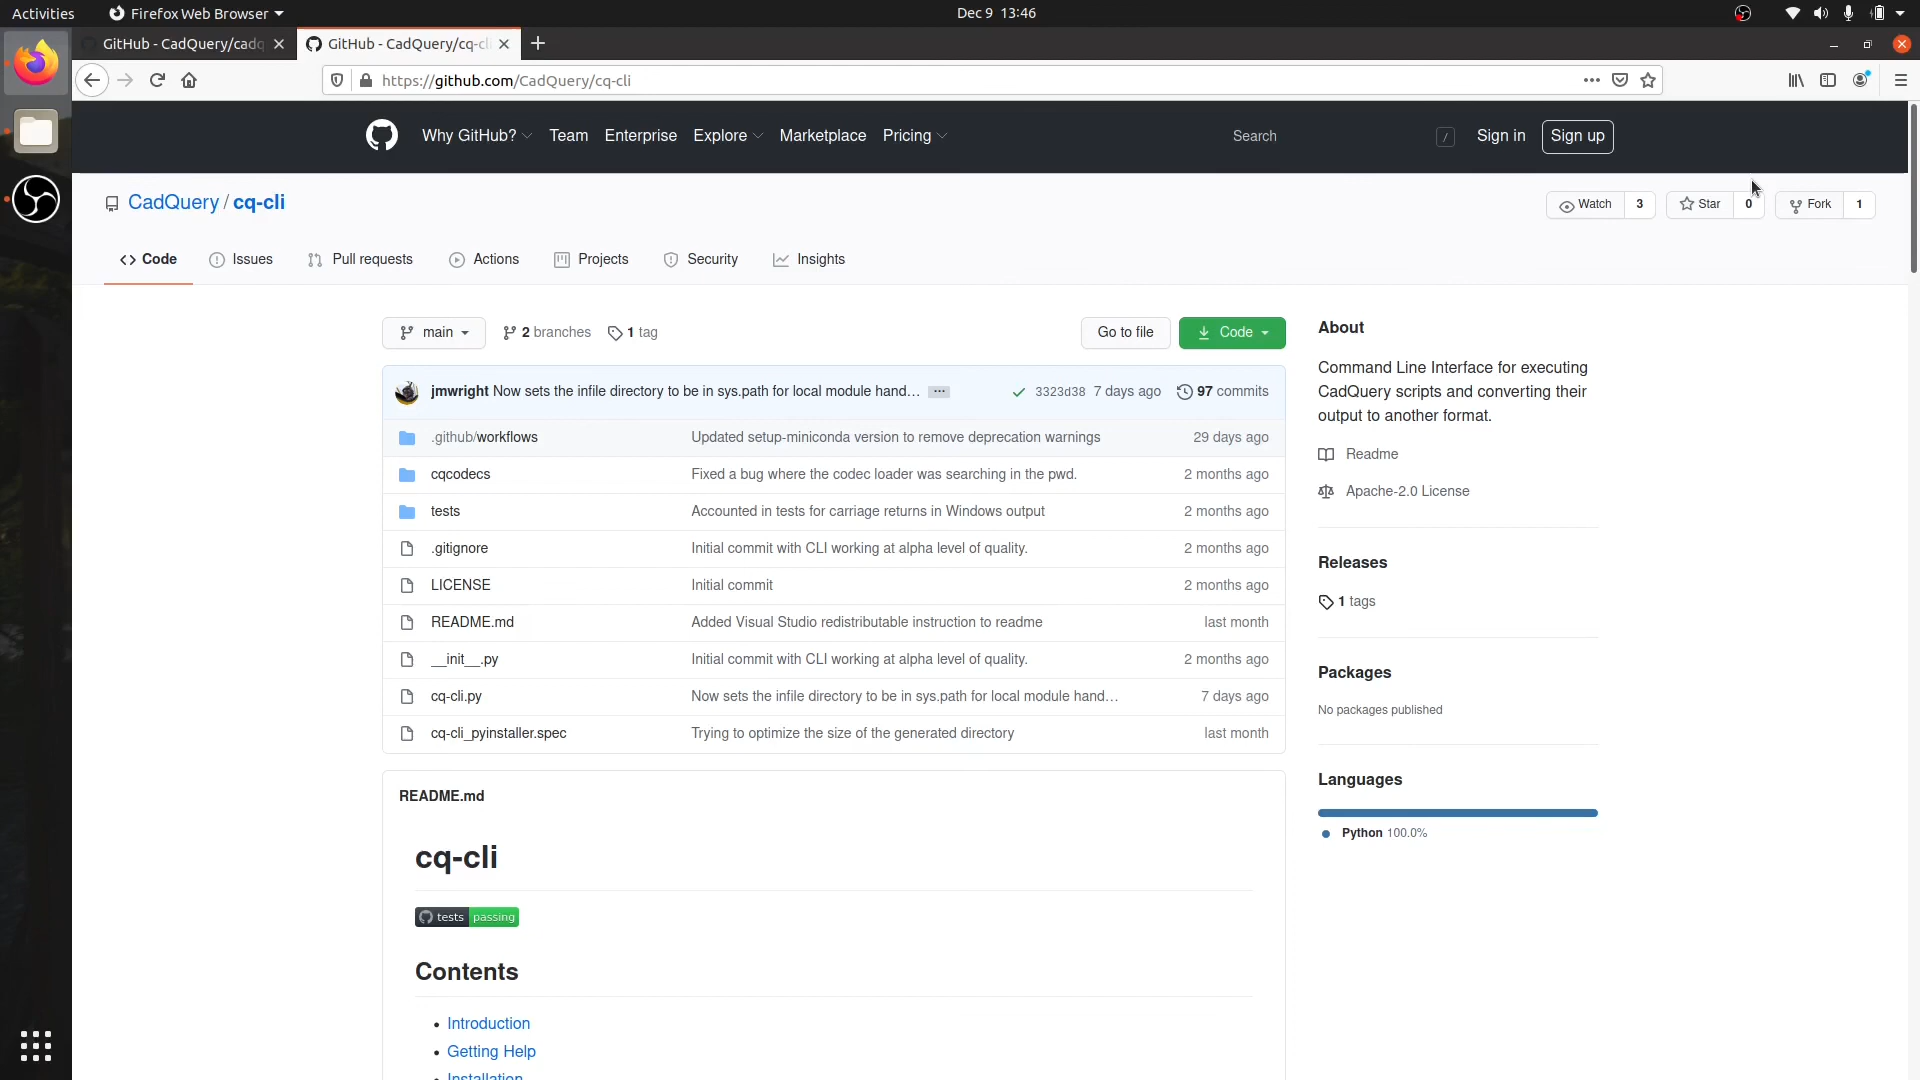 Activities Firefox Web Browser Dec 9 13:46
GitHub - CadQuery/cadq GitHub - CadQuery/cq-cli
https://github.com/CadQuery/cq-cli
Why GitHub? Team Enterprise Explore Marketplace Pricing Search / Sign in Sign up
CadQuery / cq-cli Watch 3 Star 0 Fork 1
Code Issues Pull requests Actions Projects Security Insights
main 2 branches 1 tag Go to file Code
jmwright Now sets the infile directory to be in sys.path for local module hand… … 3323d38 7 days ago 97 commits
.github/workflows Updated setup-miniconda version to remove deprecation warnings 29 days ago
cqcodecs Fixed a bug where the codec loader was searching in the pwd. 2 months ago
tests Accounted in tests for carriage returns in Windows output 2 months ago
.gitignore Initial commit with CLI working at alpha level of quality. 2 months ago
LICENSE Initial commit 2 months ago
README.md Added Visual Studio redistributable instruction to readme last month
__init__.py Initial commit with CLI working at alpha level of quality. 2 months ago
cq-cli.py Now sets the infile directory to be in sys.path for local module hand… 7 days ago
cq-cli_pyinstaller.spec Trying to optimize the size of the generated directory last month
README.md
cq-cli
tests passing
Contents
• Introduction
• Getting Help
• Installation
About
Command Line Interface for executing
CadQuery scripts and converting their
output to another format.
Readme
Apache-2.0 License
Releases
1 tags
Packages
No packages published
Languages
Python 100.0%